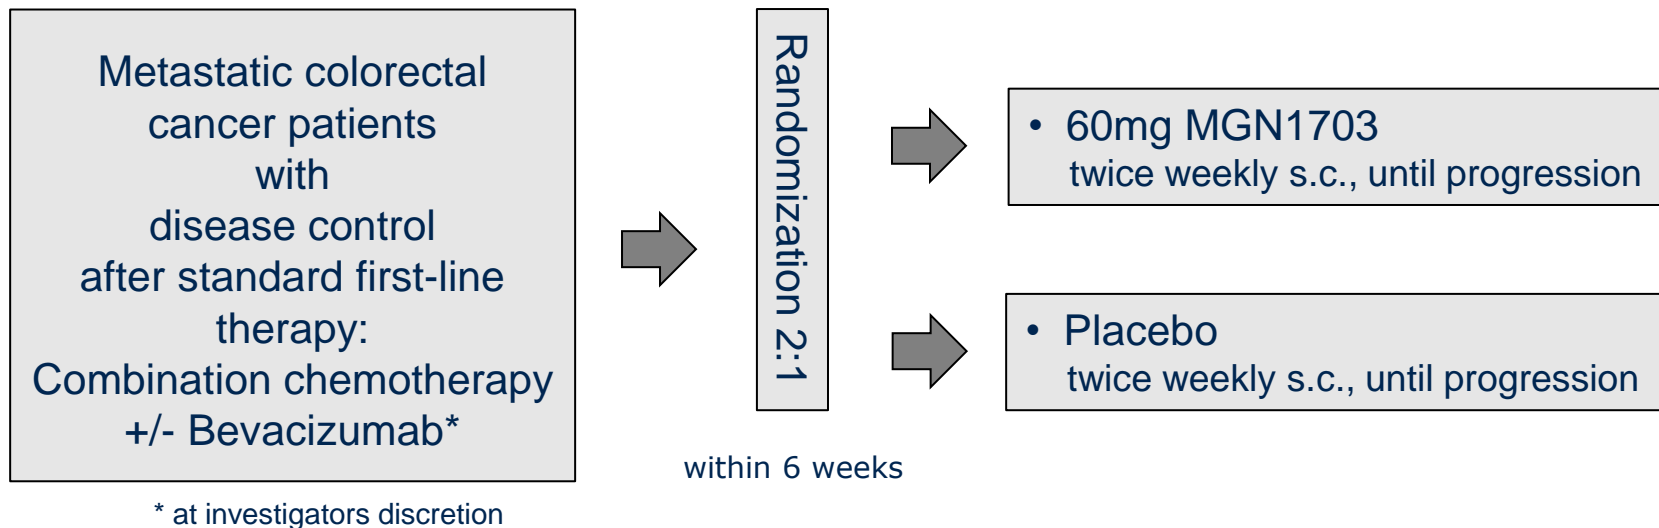 Metastatic colorectal
cancer patients
with
disease control
after standard first-line
therapy:
Combination chemotherapy
+/- Bevacizumab*
* at investigators discretion
Randomization 2:1
within 6 weeks
• 60mg MGN1703
twice weekly s.c., until progression
• Placebo
twice weekly s.c., until progression